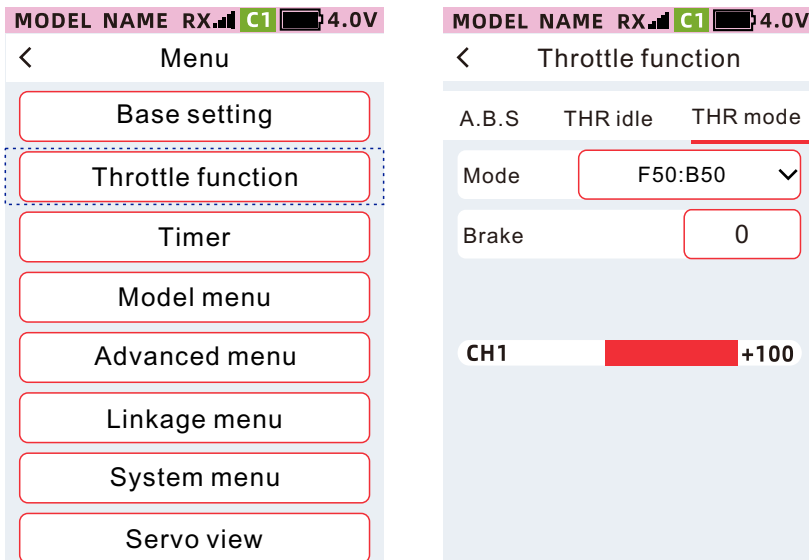 MODEL NAME RX C1 4.0V
Menu
Base setting
Throttle function
Timer
Model menu
Advanced menu
Linkage menu
System menu
Servo view
MODEL NAME RX C1 4.0V
Throttle function
A.B.S THR idle THR mode
Mode F50:B50
Brake 0
CH1 +100